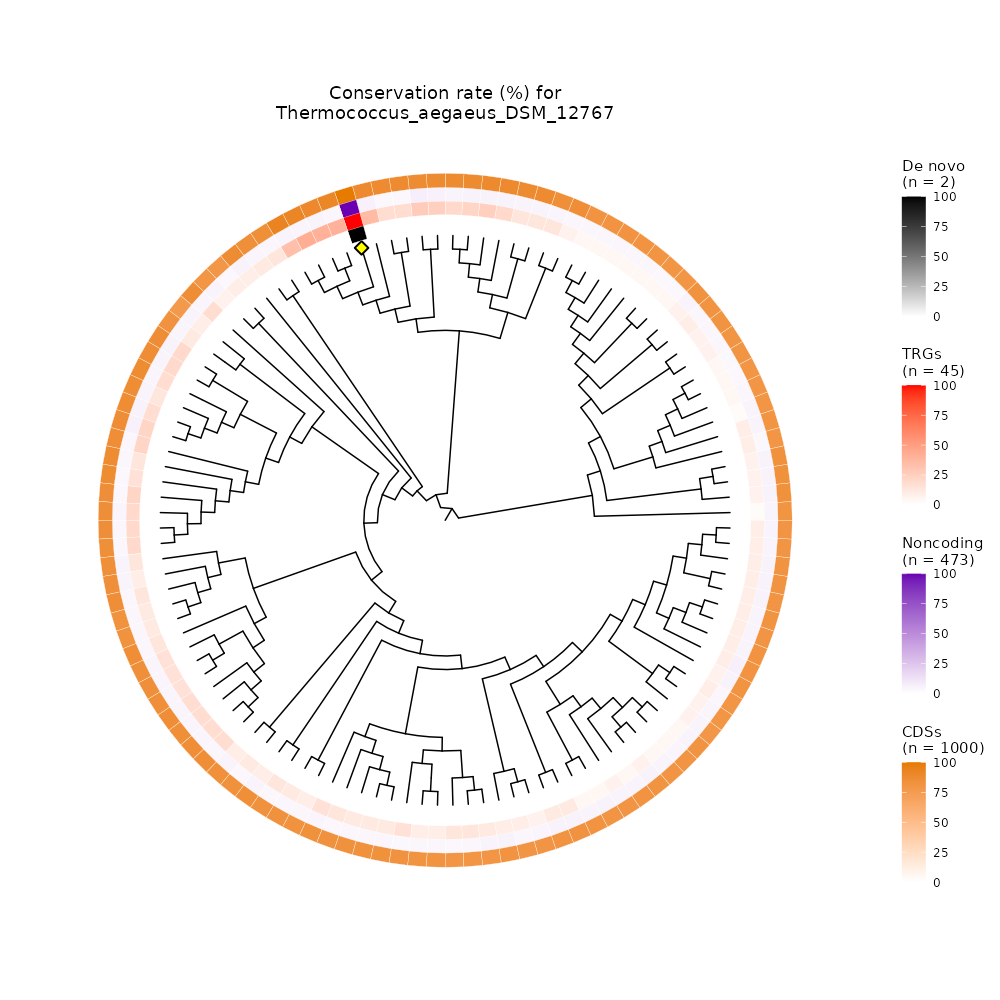 Conservation rate (%) for
Thermococcus_aegaeus_DSM_12767
De novo
(n = 2)
100
75
50
25
0
TRGs
(n = 45)
100
75
50
25
0
Noncoding
(n = 473)
100
75
50
25
0
CDSs
(n = 1000)
100
75
50
25
0